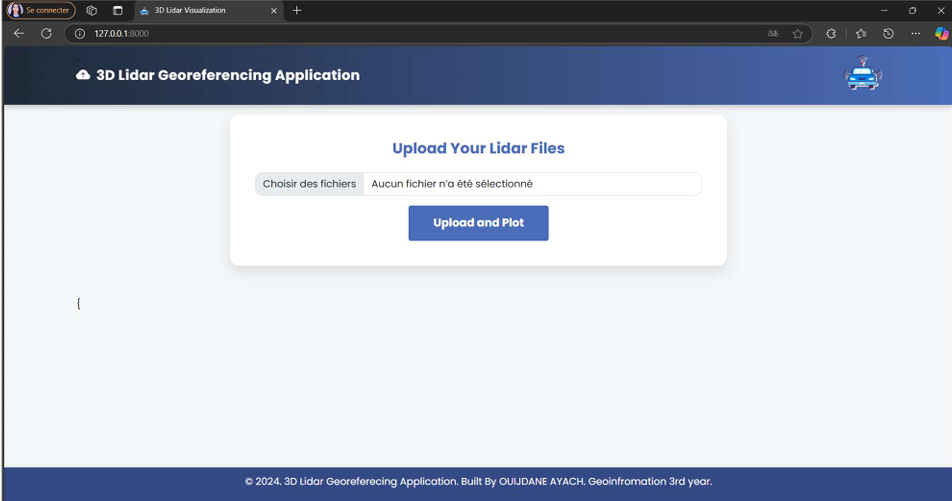 Se connecter
3D Lidar Visualization
127.0.0.1:8000
3D Lidar Georeferencing Application
Upload Your Lidar Files
Choisir des fichiers Aucun fichier n'a été sélectionné
Upload and Plot
{
© 2024. 3D Lidar Georeferecing Application. Built By OUIJDANE AYACH. Geoinfromation 3rd year.